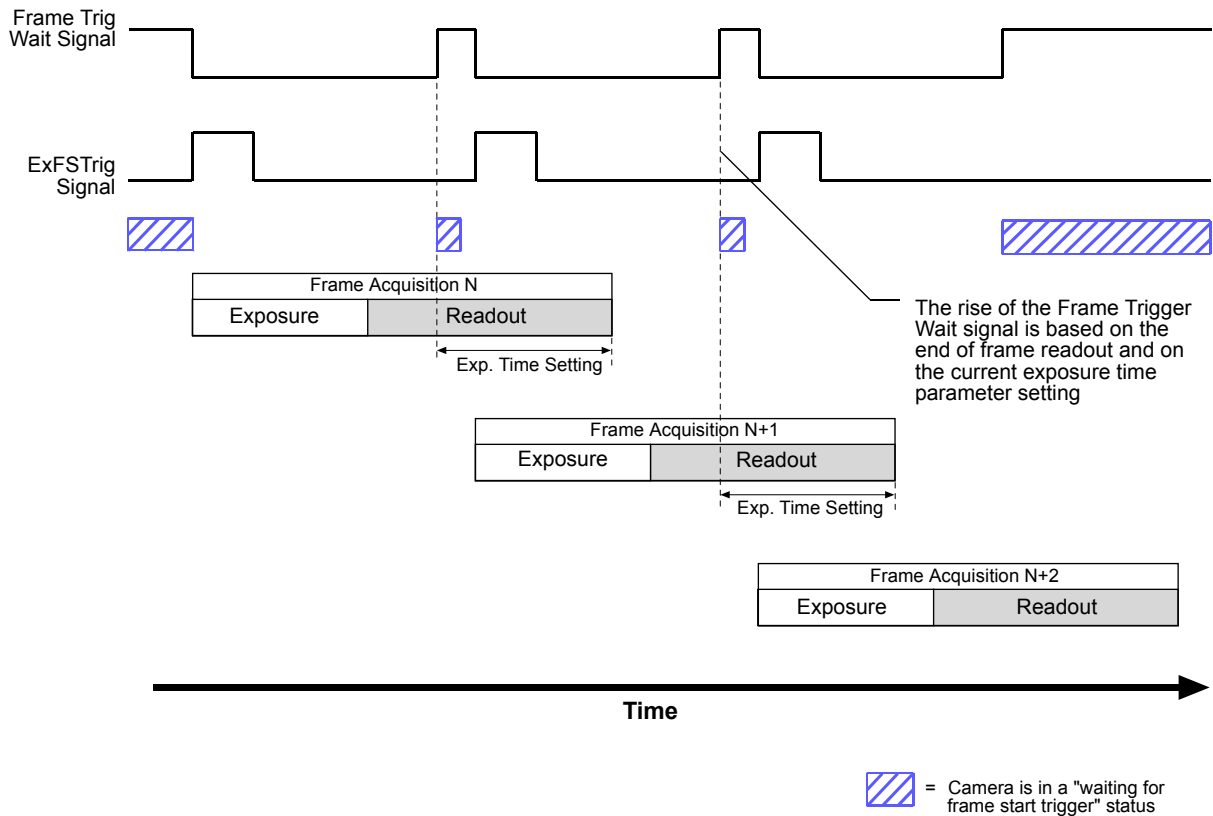 Frame Trig
Wait Signal
ExFSTrig
Signal
Frame Acquisition N
Exposure
Readout
Exp. Time Setting
The rise of the Frame Trigger
Wait signal is based on the
end of frame readout and on
the current exposure time
parameter setting
Frame Acquisition N+1
Exposure
Readout
Exp. Time Setting
Frame Acquisition N+2
Exposure
Readout
Time
= Camera is in a "waiting for
frame start trigger" status